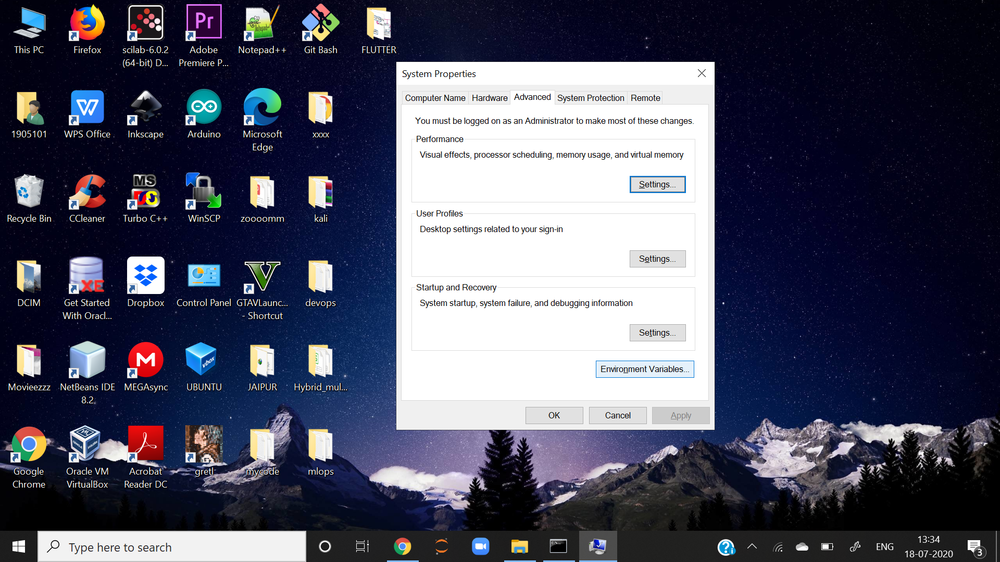 This PC
Firefox
scilab-6.0.2
(64-bit) D...
Adobe
Premiere P...
Notepad++
Git Bash
FLUTTER
1905101
WPS Office
Inkscape
Arduino
Microsoft
Edge
xxxx
Recycle Bin
CCleaner
MS
Turbo C++
WinSCP
zoooomm
kali
DCIM
XE
Get Started
With Oracl...
Dropbox
Control Panel
GTAVLaunc...
- Shortcut
devops
Movieezzz
NetBeans IDE
8.2
MEGAsync
vbox
UBUNTU
JAIPUR
Hybrid_mul...
Google
Chrome
Oracle VM
VirtualBox
Acrobat
Reader DC
gretl
mycode
mlops
Pr
W
M
System Properties
Computer Name
Hardware
Advanced
System Protection
Remote
You must be logged on as an Administrator to make most of these changes.
Performance
Visual effects, processor scheduling, memory usage, and virtual memory
Settings...
User Profiles
Desktop settings related to your sign-in
Settings...
Startup and Recovery
System startup, system failure, and debugging information
Settings...
Environment Variables...
OK
Cancel
Apply
Type here to search
ENG
13:34
18-07-2020
3